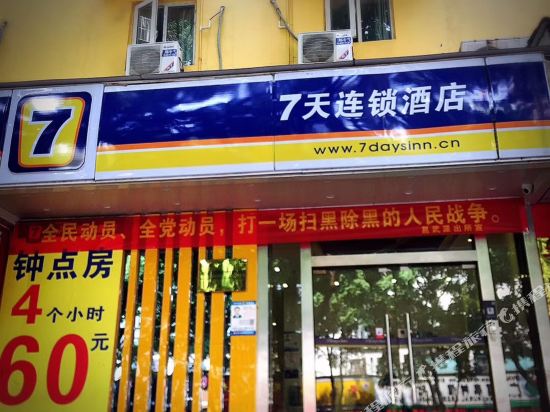 7
7天连锁酒店
www.7daysinn.cn
全民动员、全党动员，打一场扫黑除黑的人民战争。
钟点房
4个小时
60元